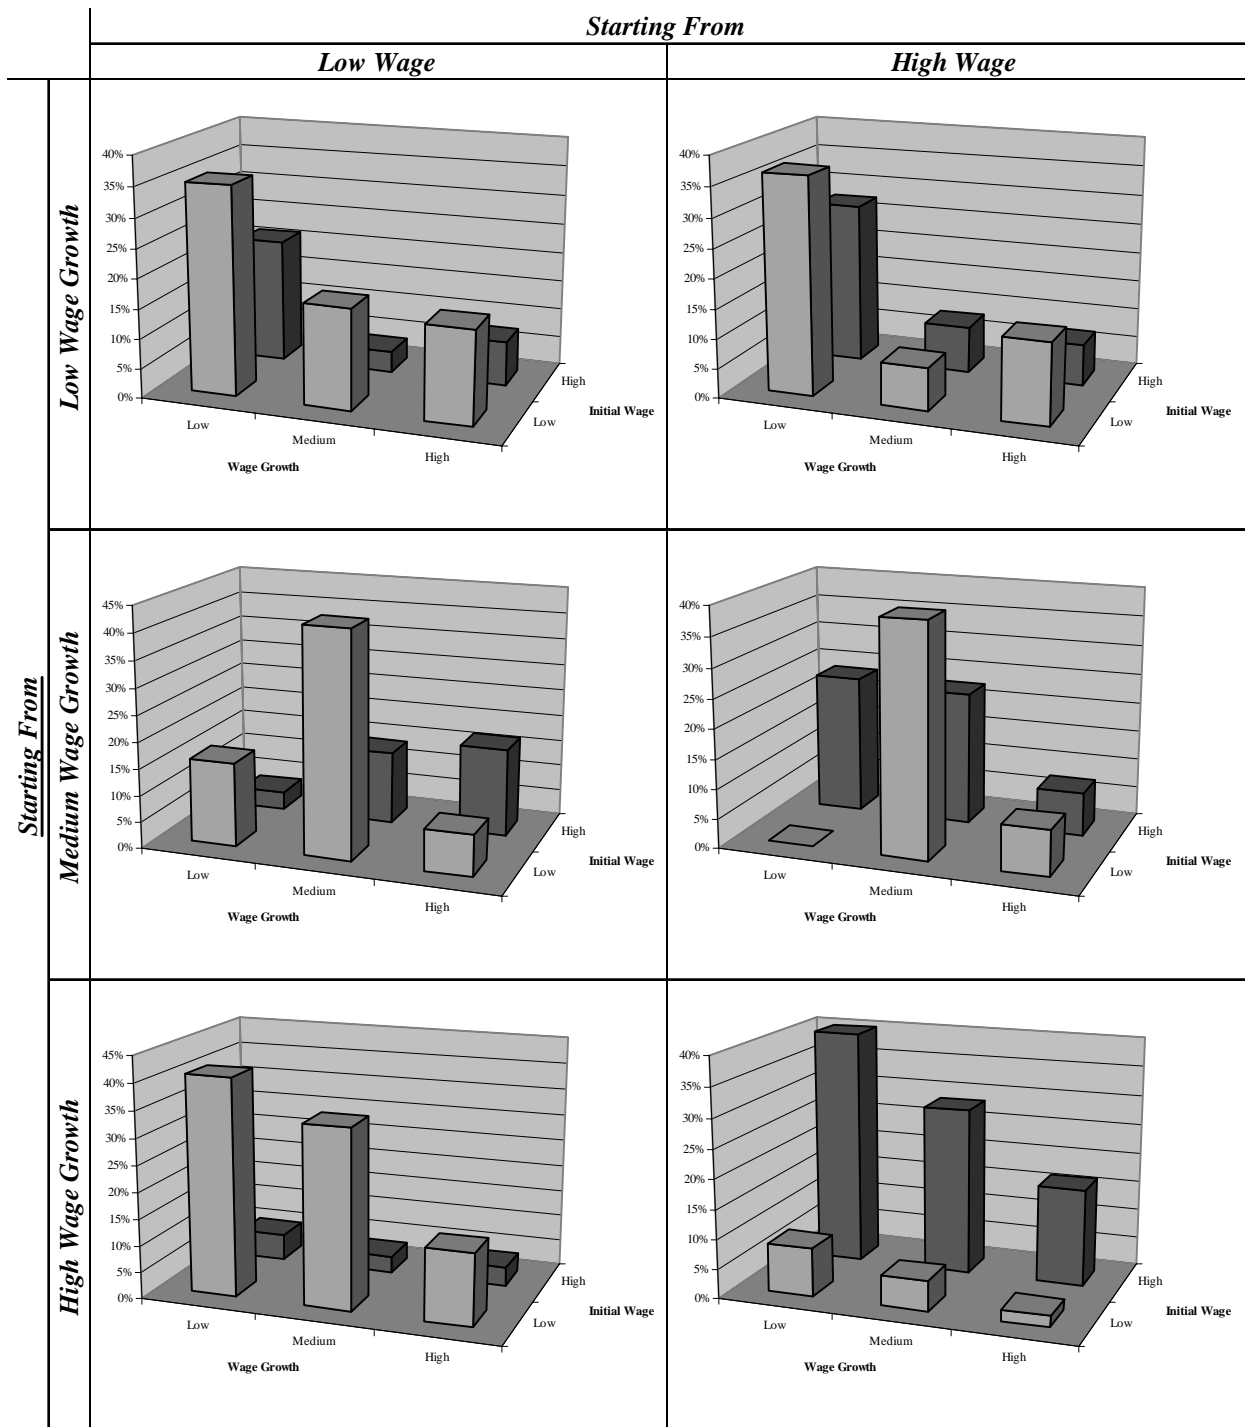 Starting From
Low Wage
High Wage
Starting From
Low Wage Growth
40%
35%
30%
25%
20%
15%
10%
5%
0%
Low
Medium
High
Wage Growth
High
Low
Initial Wage
40%
35%
30%
25%
20%
15%
10%
5%
0%
Low
Medium
High
Wage Growth
High
Low
Initial Wage
Medium Wage Growth
45%
40%
35%
30%
25%
20%
15%
10%
5%
0%
Low
Medium
High
Wage Growth
High
Low
Initial Wage
40%
35%
30%
25%
20%
15%
10%
5%
0%
Low
Medium
High
Wage Growth
High
Low
Initial Wage
High Wage Growth
45%
40%
35%
30%
25%
20%
15%
10%
5%
0%
Low
Medium
High
Wage Growth
High
Low
Initial Wage
40%
35%
30%
25%
20%
15%
10%
5%
0%
Low
Medium
High
Wage Growth
High
Low
Initial Wage